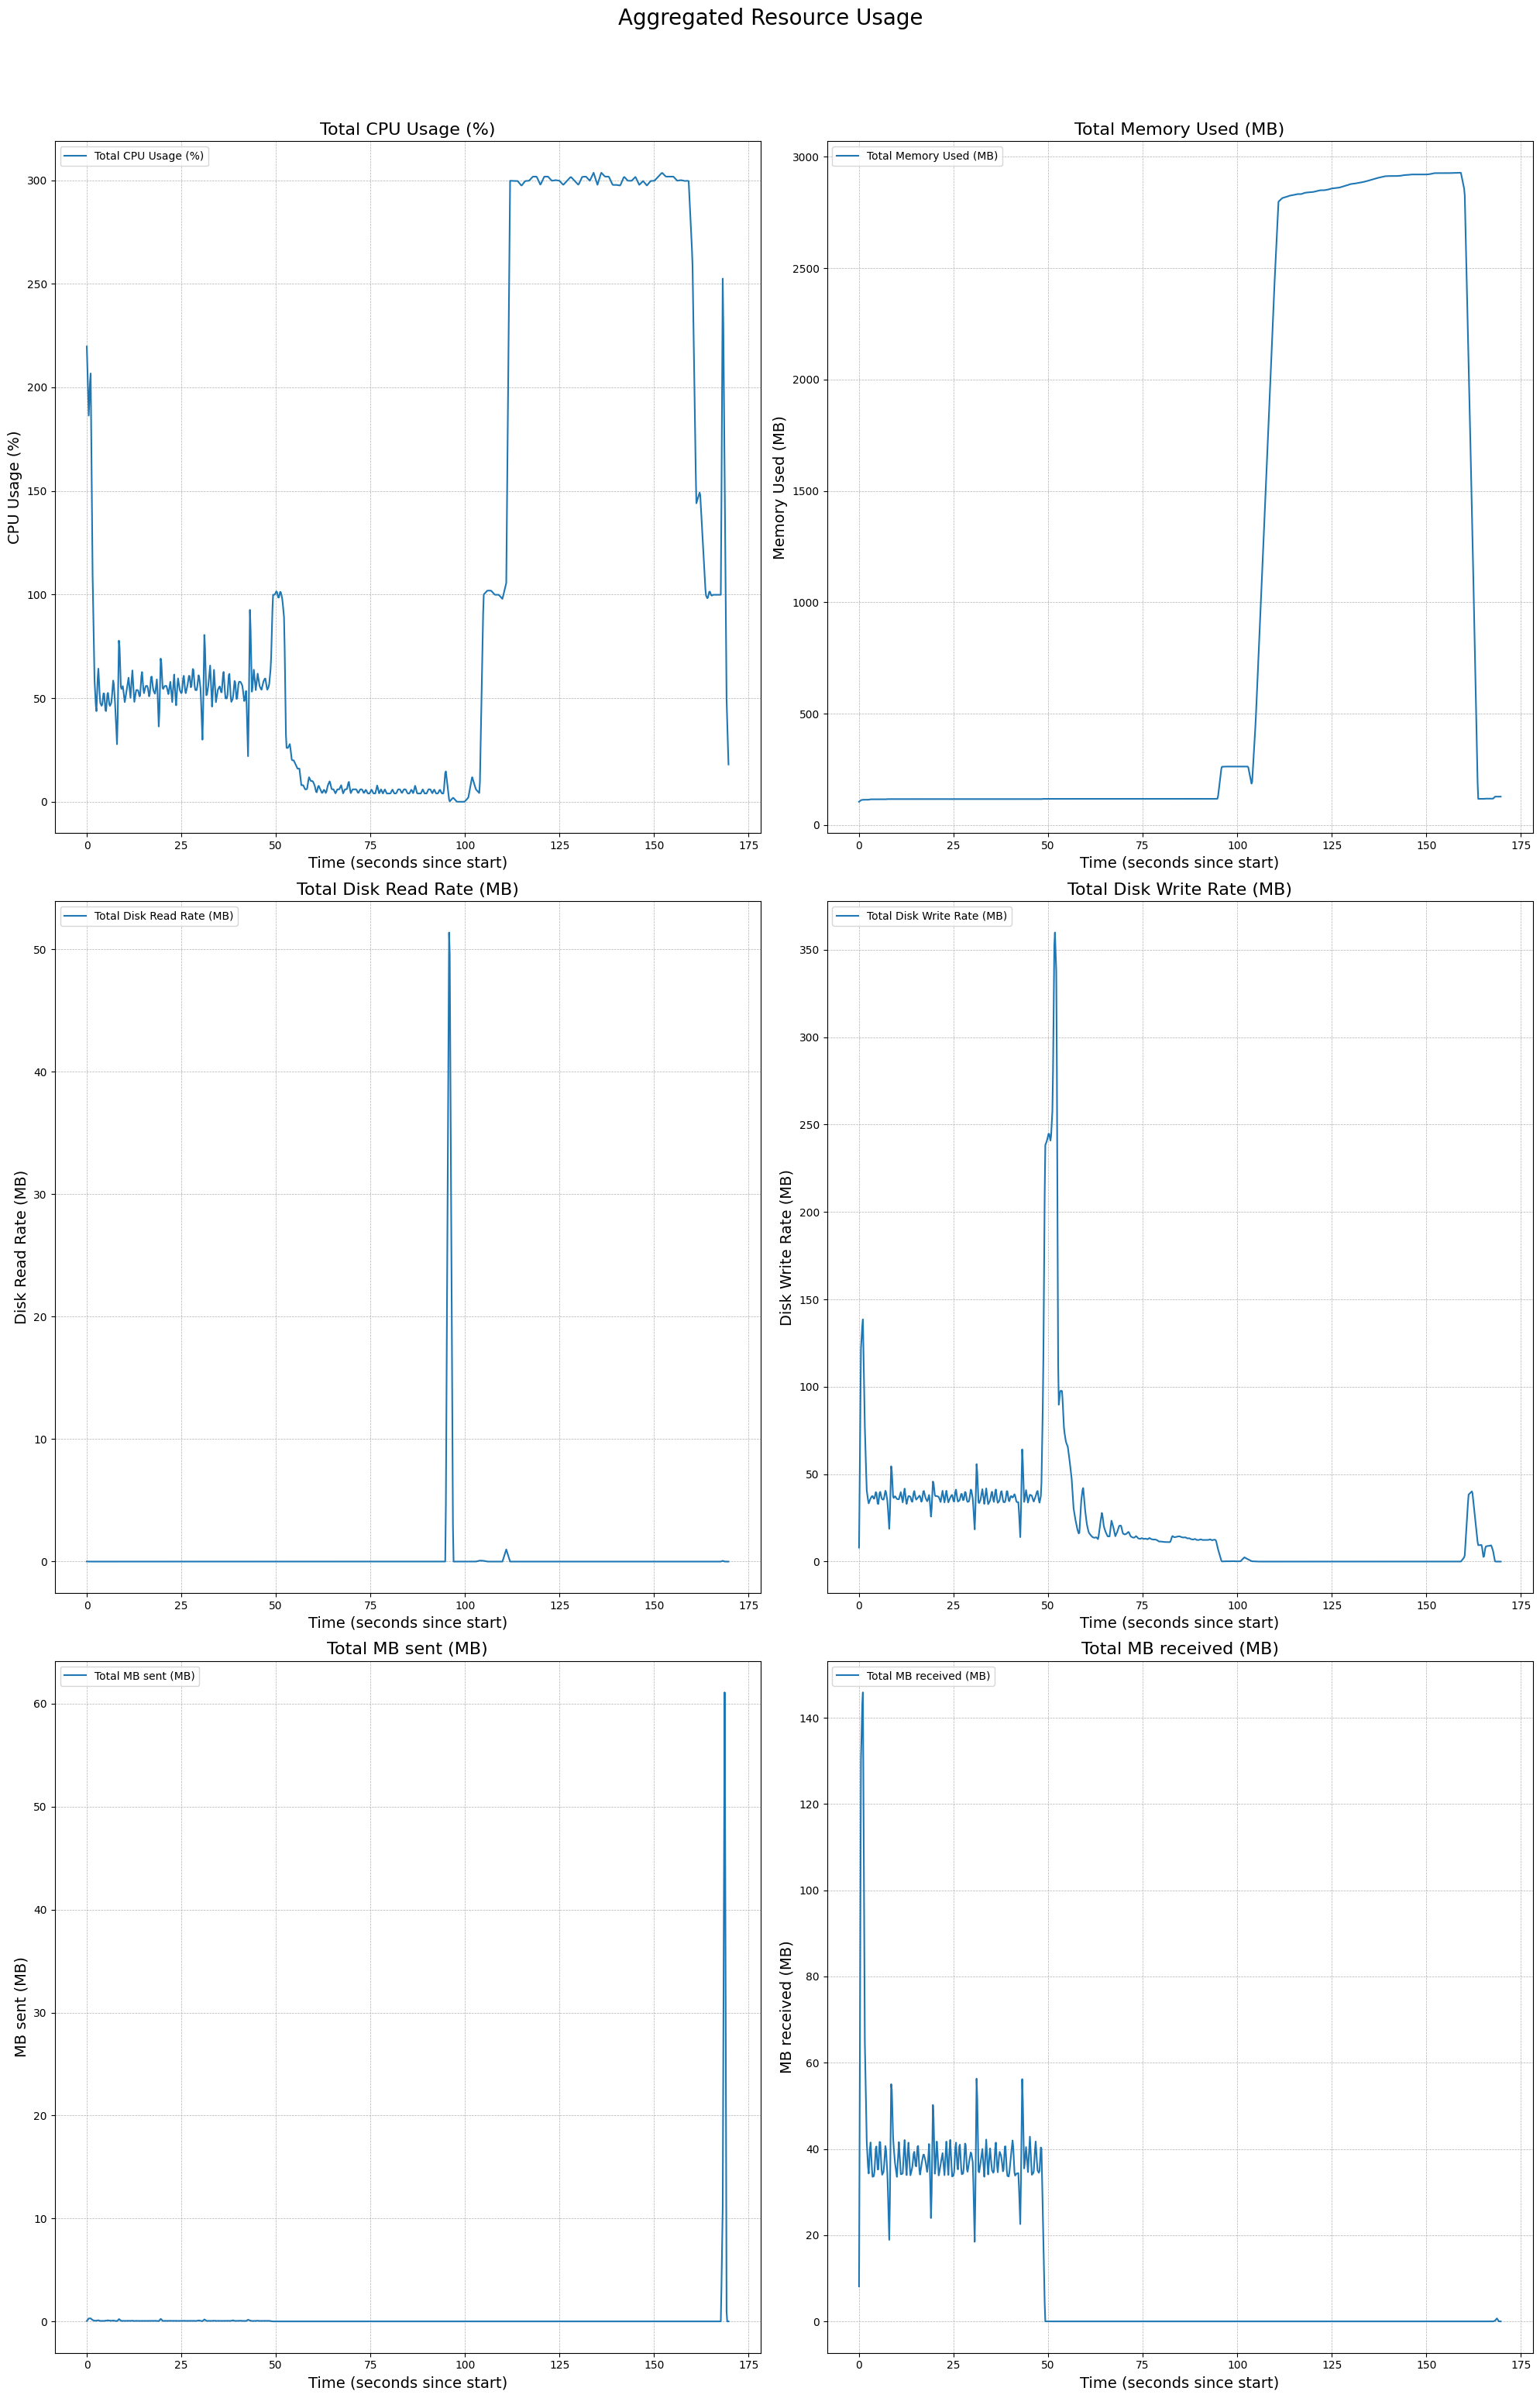 Aggregated Resource Usage
Total CPU Usage (%)
Total CPU Usage (%)
CPU Usage (%)
300
250
200
150
100
50
0
0 25 50 75 100 125 150 175
Time (seconds since start)
Total Memory Used (MB)
Total Memory Used (MB)
Memory Used (MB)
3000
2500
2000
1500
1000
500
0
0 25 50 75 100 125 150 175
Time (seconds since start)
Total Disk Read Rate (MB)
Total Disk Read Rate (MB)
Disk Read Rate (MB)
50
40
30
20
10
0
0 25 50 75 100 125 150 175
Time (seconds since start)
Total Disk Write Rate (MB)
Total Disk Write Rate (MB)
Disk Write Rate (MB)
350
300
250
200
150
100
50
0
0 25 50 75 100 125 150 175
Time (seconds since start)
Total MB sent (MB)
Total MB sent (MB)
MB sent (MB)
60
50
40
30
20
10
0
0 25 50 75 100 125 150 175
Time (seconds since start)
Total MB received (MB)
Total MB received (MB)
MB received (MB)
140
120
100
80
60
40
20
0
0 25 50 75 100 125 150 175
Time (seconds since start)